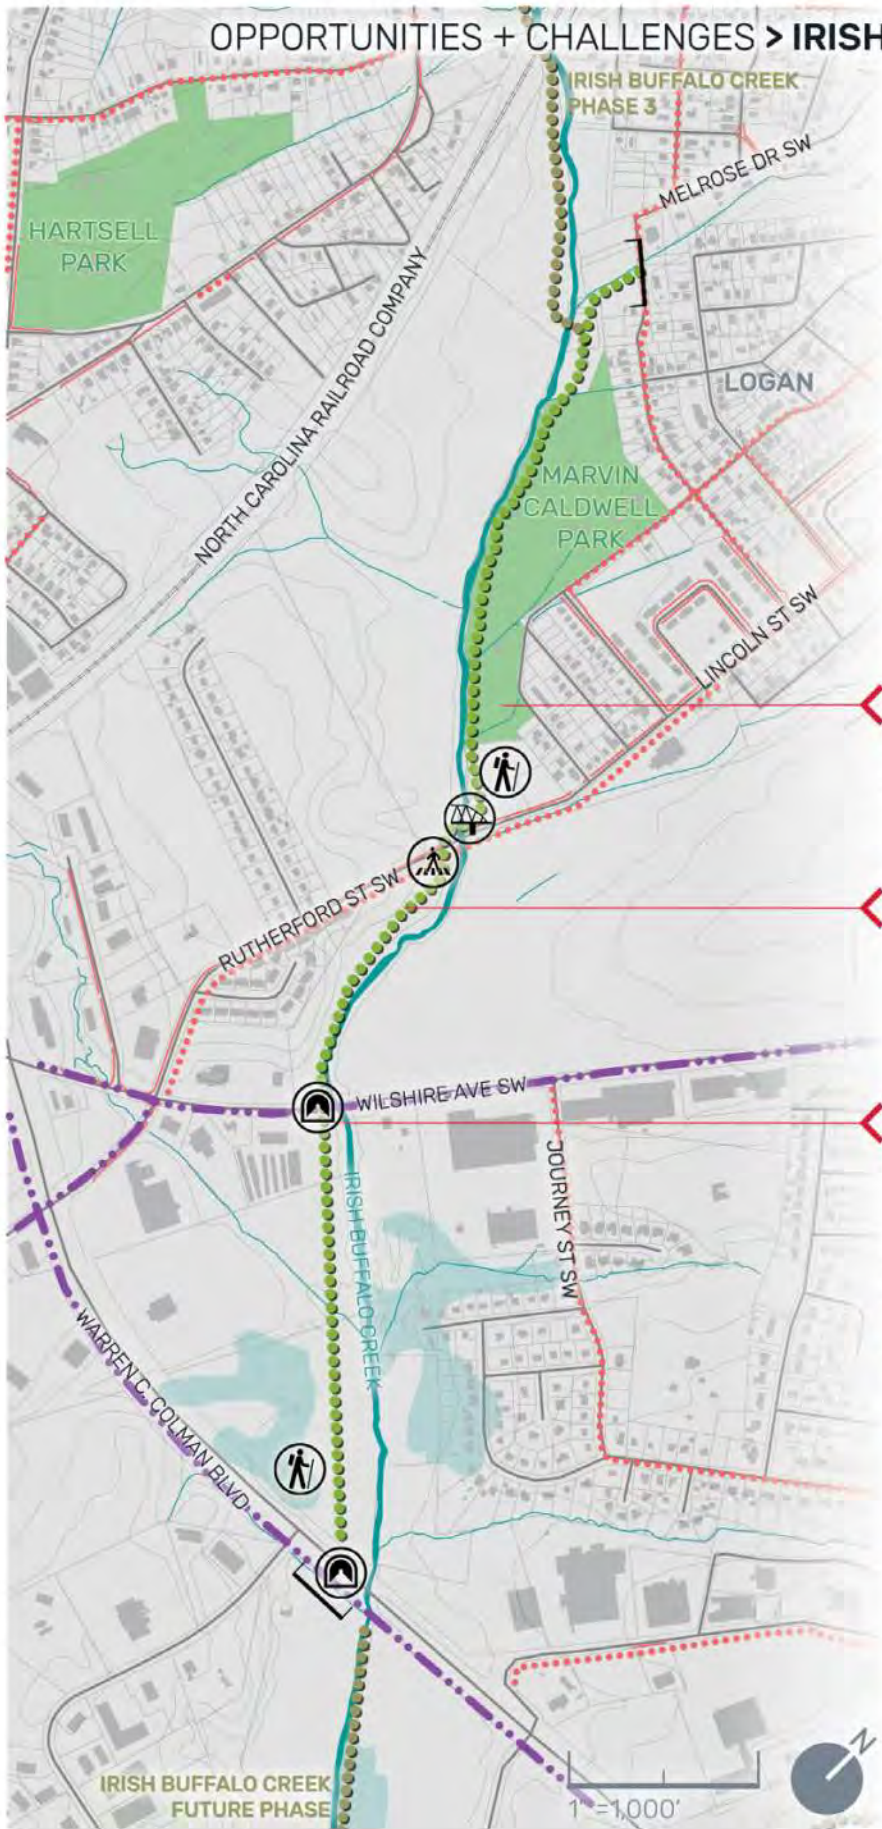 OPPORTUNITIES + CHALLENGES > IRISH
IRISH BUFFALO CREEK
PHASE 3
MELROSE DR SW
HARTSELL
PARK
NORTH CAROLINA RAILROAD COMPANY
LOGAN
MARVIN
CALDWELL
PARK
LINCOLN ST SW
RUTHERFORD ST SW
WILSHIRE AVE SW
JOURNEY ST SW
IRISH BUFFALO CREEK
WARREN C. COLMAN BLVD
IRISH BUFFALO CREEK
FUTURE PHASE
1"=1,000'
N